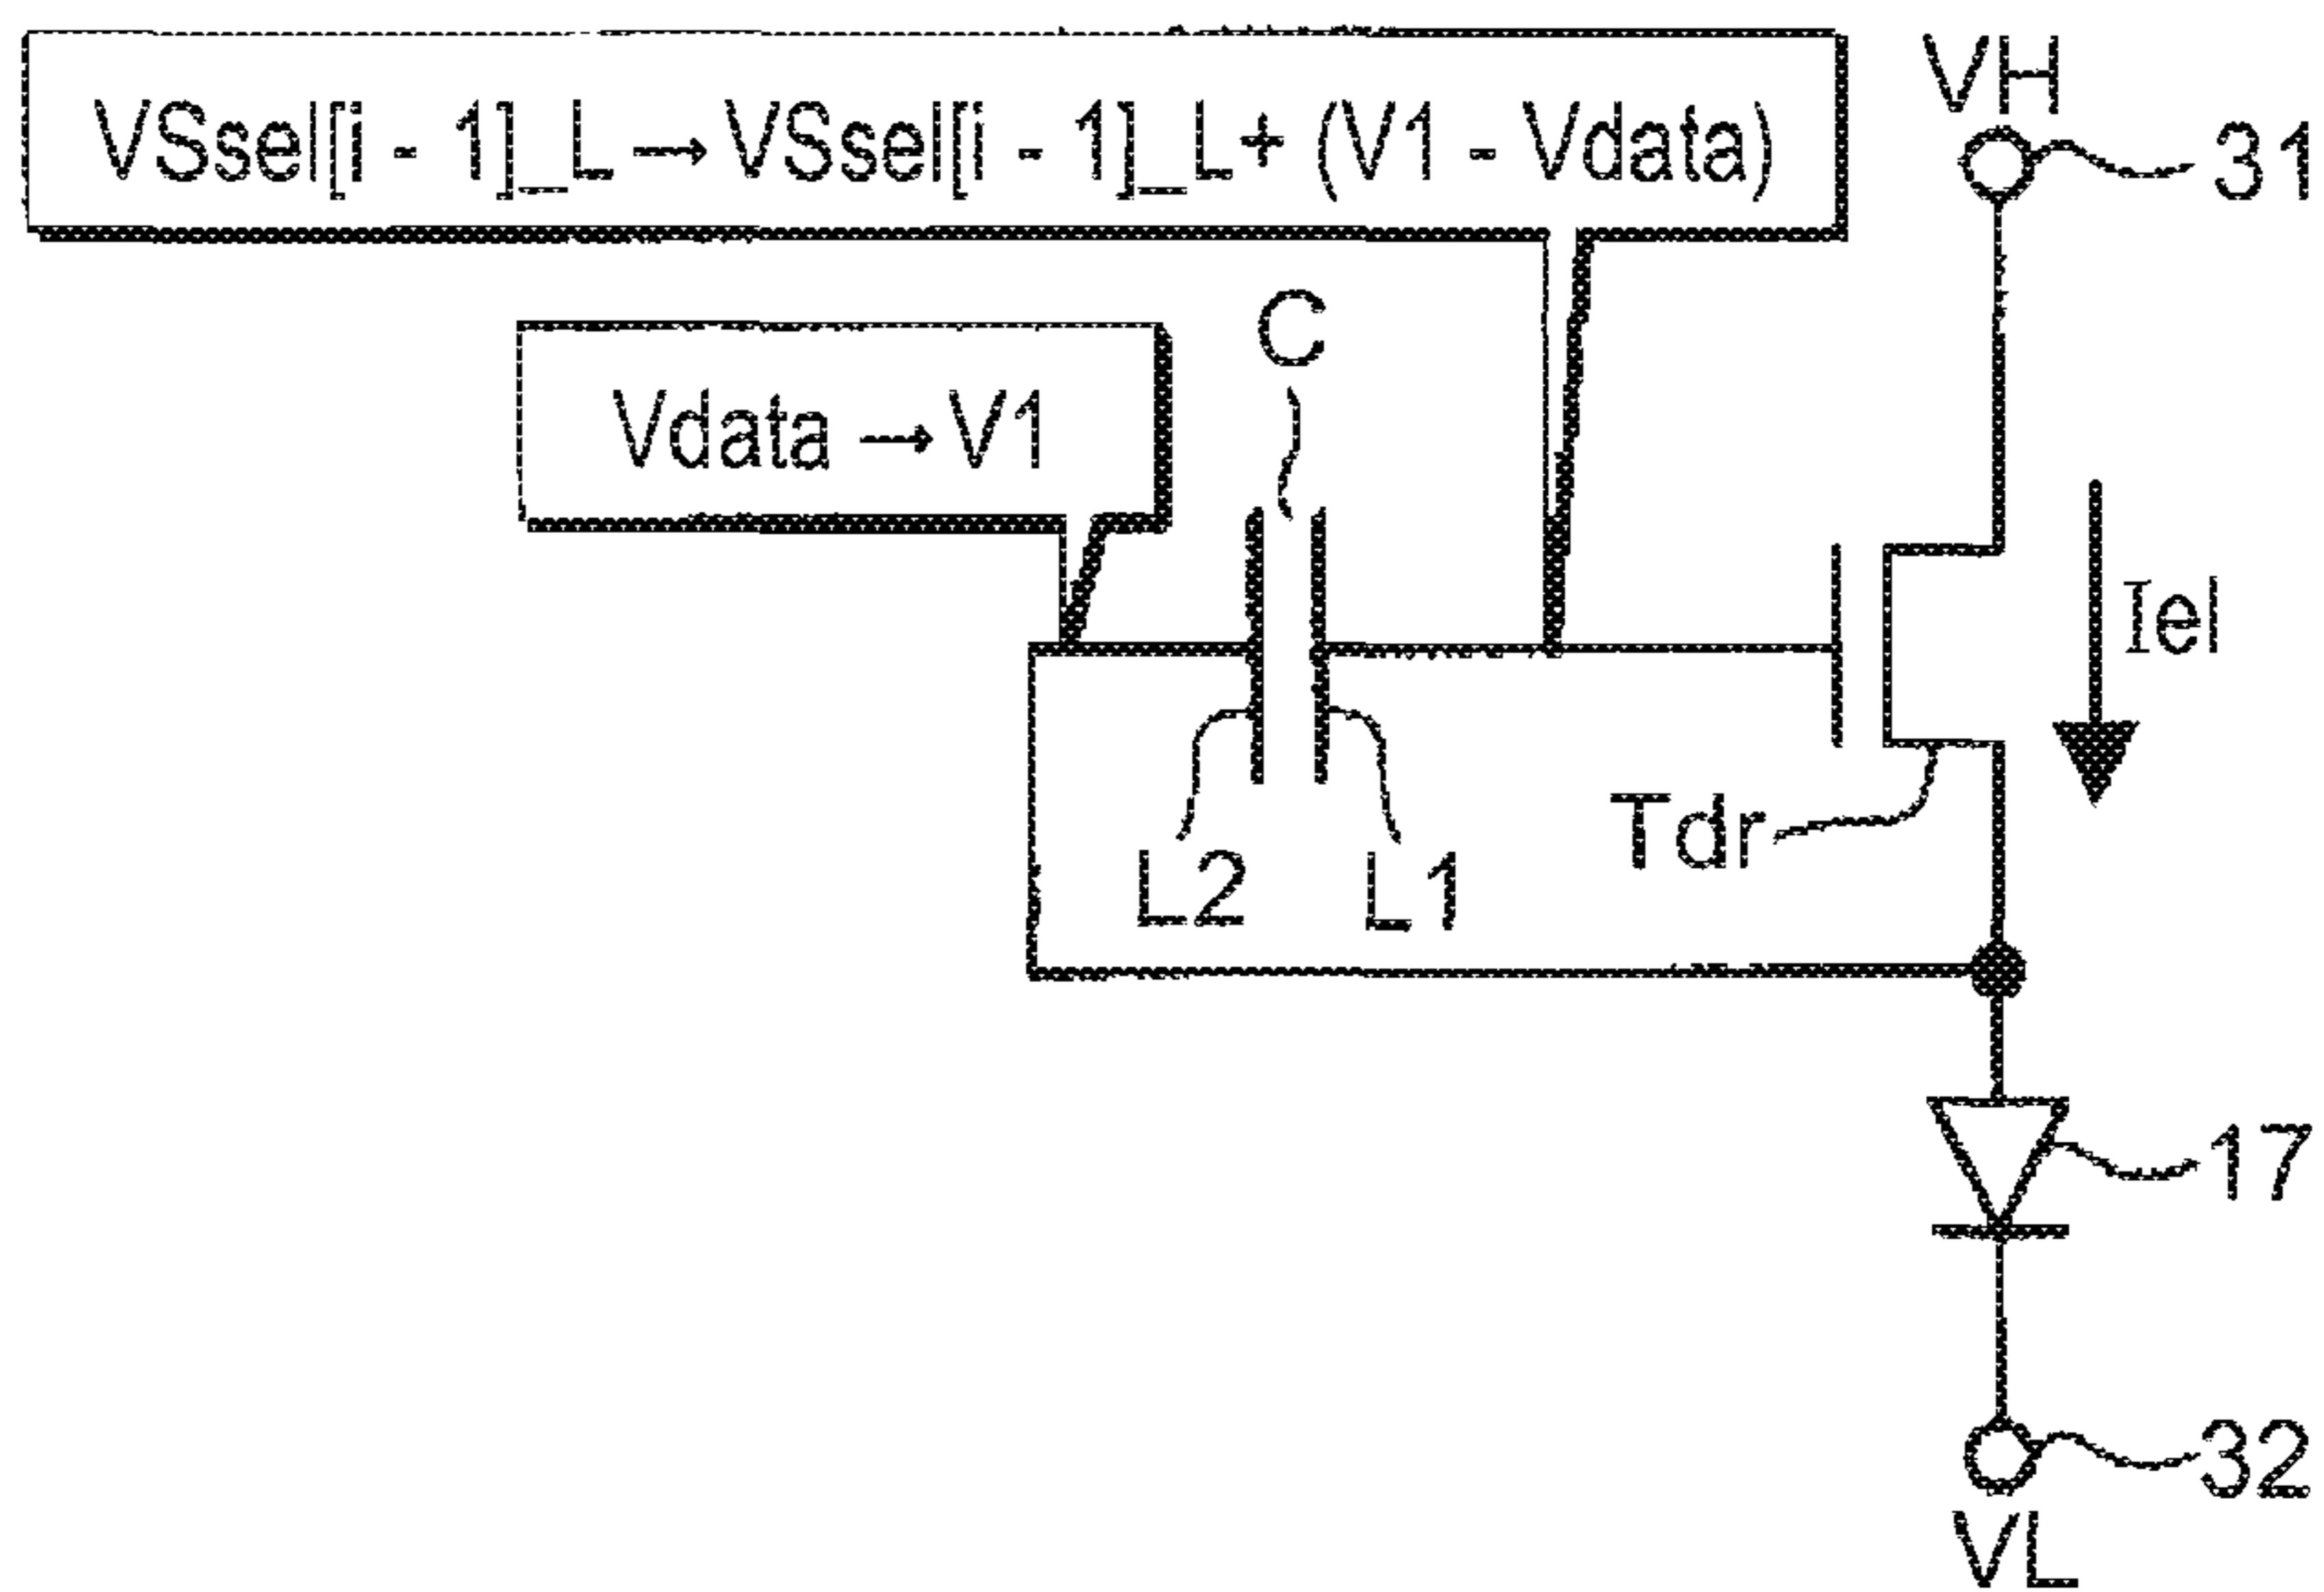 VSsel[i - 1]_L → VSsel[i - 1]_L + (V1 - Vdata)
VH
31
C
Vdata → V1
Iel
Tdr
L2
L1
17
32
VL